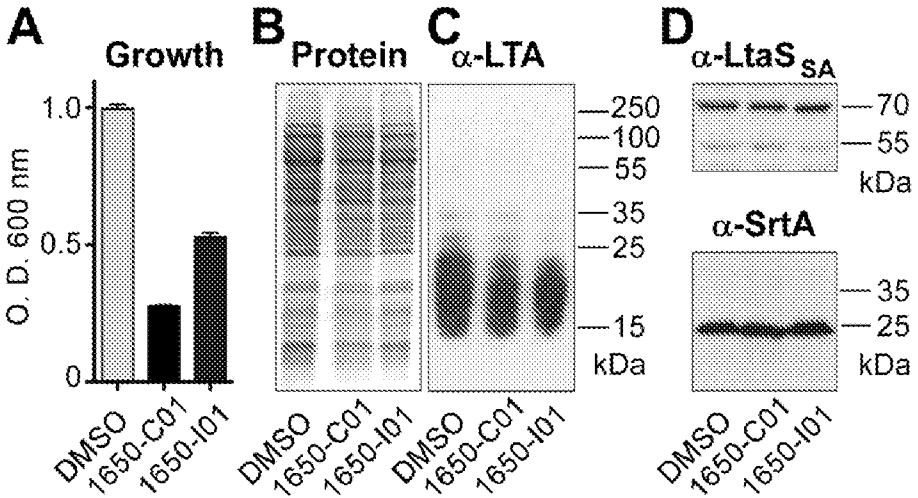 A
Growth
O. D. 600 nm
1.0
0.5
0
DMSO
1650-C01
1650-I01
B
Protein
DMSO
1650-C01
1650-I01
C
α-LTA
250
100
55
35
25
15
kDa
DMSO
1650-C01
1650-I01
D
α-LtaS SA
70
55
kDa
α-SrtA
35
25
kDa
DMSO
1650-C01
1650-I01